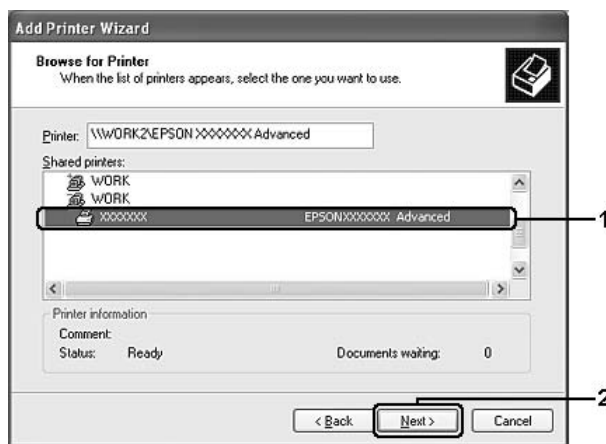 Add Printer Wizard
Browse for Printer
When the list of printers appears, select the one you want to use.
Printer: \\WORK2\EPSON XXXXXXX Advanced
Shared printers:
WORK
WORK
XXXXXXX EPSONXXXXXXX Advanced
1
Printer information
Comment:
Status: Ready Documents waiting: 0
2
< Back Next > Cancel